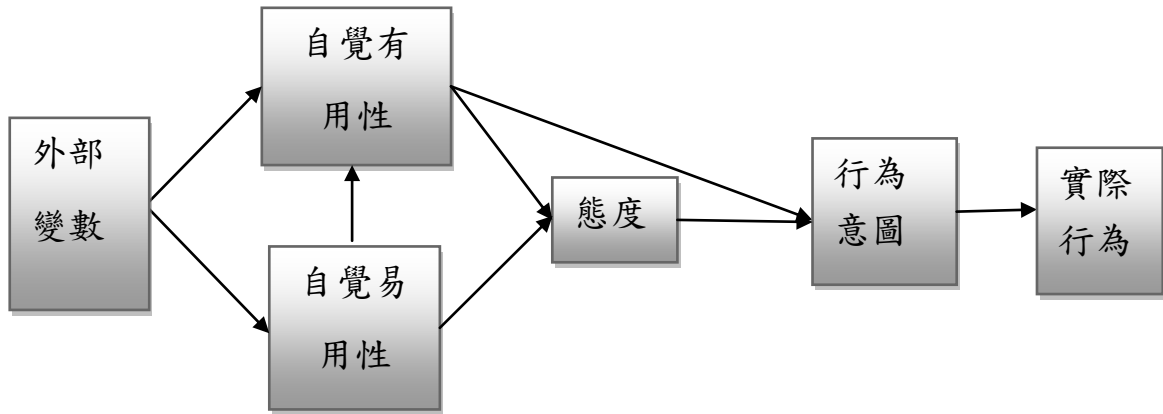 外部
變數
自覺有
用性
自覺易
用性
態度
行為
意圖
實際
行為